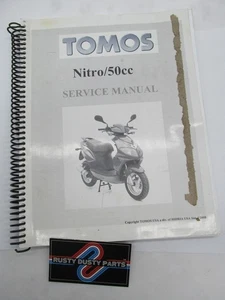 TOMOS
Nitro/50cc
SERVICE MANUAL
RUSTY DUSTY PARTS